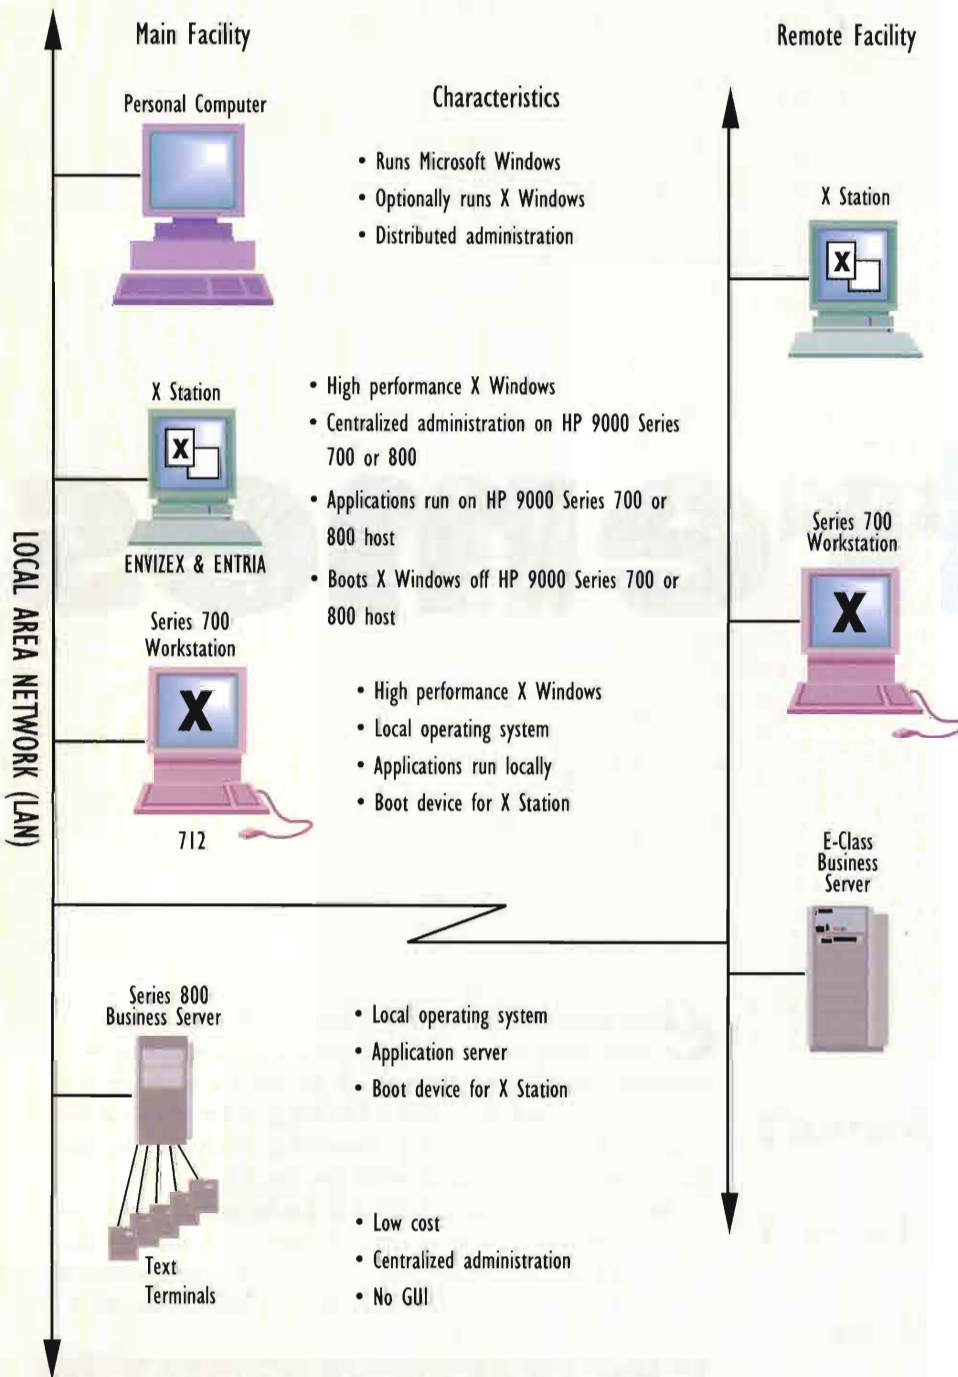 Main Facility
Remote Facility
Personal Computer
Characteristics
• Runs Microsoft Windows
• Optionally runs X Windows
• Distributed administration
X Station
X
X Station
X
ENVIZEX & ENTRIA
• High performance X Windows
• Centralized administration on HP 9000 Series
700 or 800
• Applications run on HP 9000 Series 700 or
800 host
• Boots X Windows off HP 9000 Series 700 or
800 host
Series 700
Workstation
X
LOCAL AREA NETWORK (LAN)
Series 700
Workstation
X
712
• High performance X Windows
• Local operating system
• Applications run locally
• Boot device for X Station
E-Class
Business
Server
Series 800
Business Server
• Local operating system
• Application server
• Boot device for X Station
Text
Terminals
• Low cost
• Centralized administration
• No GUI